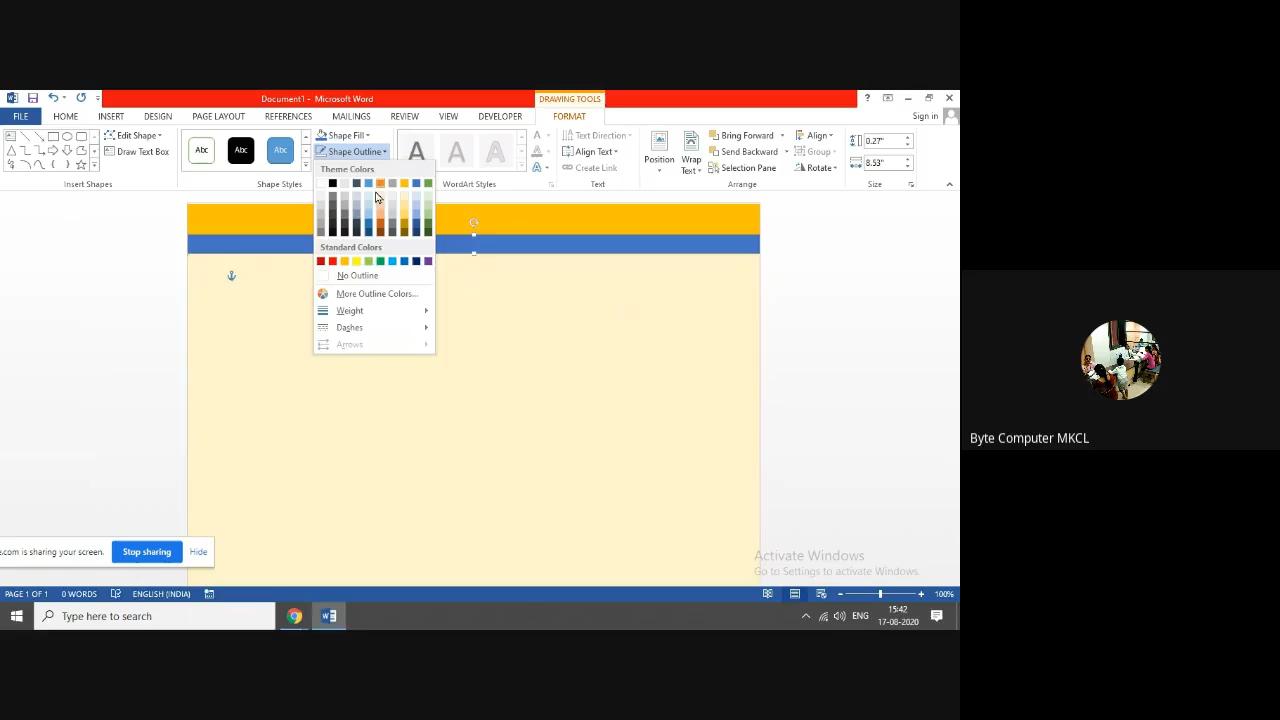 Document1 - Microsoft Word
DRAWING TOOLS
?
FILE
HOME
INSERT
DESIGN
PAGE LAYOUT
REFERENCES
MAILINGS
REVIEW
VIEW
DEVELOPER
FORMAT
Sign in
Edit Shape
Draw Text Box
Insert Shapes
Abc
Abc
Abc
Shape Styles
Shape Fill
Shape Outline
A
A
A
WordArt Styles
Text Direction
Align Text
Create Link
Text
Position
Wrap
Text
Bring Forward
Send Backward
Selection Pane
Align
Group
Rotate
Arrange
0.27"
8.53"
Size
Theme Colors
Standard Colors
No Outline
More Outline Colors...
Weight
Dashes
Arrows
Byte Computer MKCL
e.com is sharing your screen.
Stop sharing
Hide
Activate Windows
Go to Settings to activate Windows.
PAGE 1 OF 1
0 WORDS
ENGLISH (INDIA)
100%
Type here to search
ENG
15:42
17-08-2020